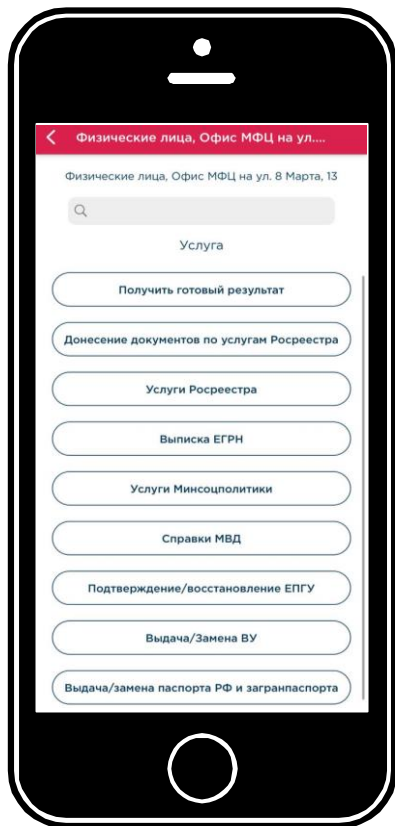 Физические лица, Офис МФЦ на ул....
Физические лица, Офис МФЦ на ул. 8 Марта, 13
Услуга
Получить готовый результат
Донесение документов по услугам Росреестра
Услуги Росреестра
Выписка ЕГРН
Услуги Минсоцполитики
Справки МВД
Подтверждение/восстановление ЕПГУ
Выдача/Замена ВУ
Выдача/замена паспорта РФ и загранпаспорта